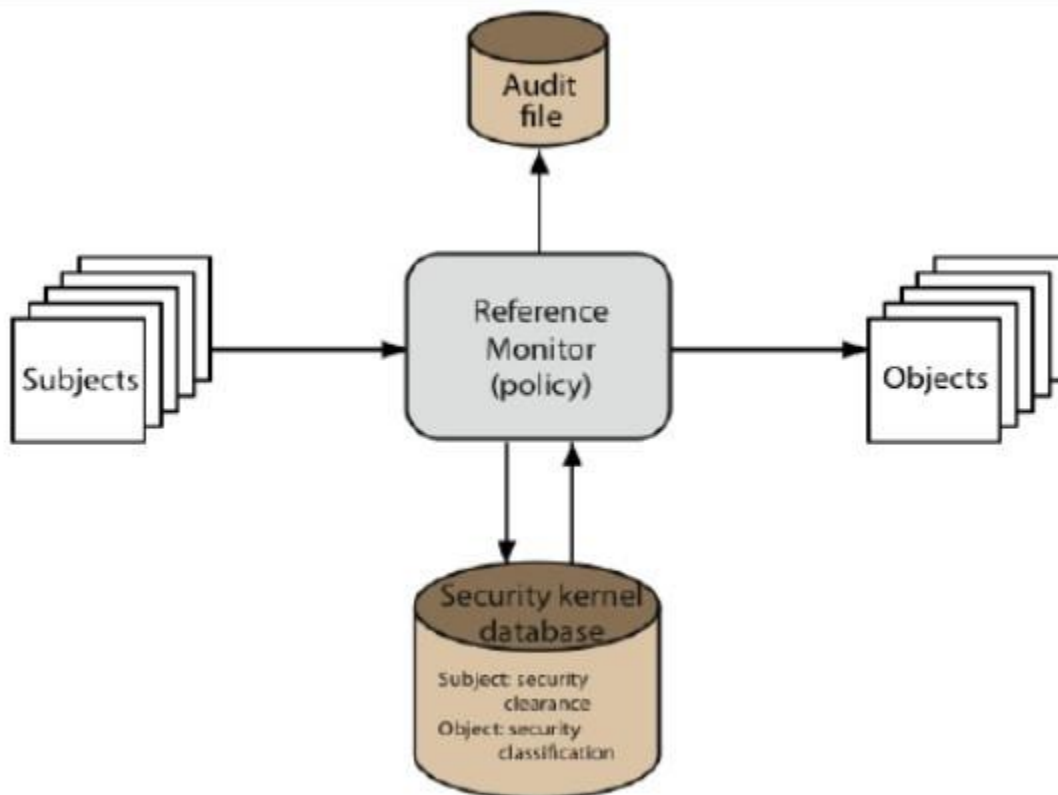 Audit
file
Subjects
Reference
Monitor
(policy)
Objects
Security kernel
database
Subject: security
clearance
Object: security
classification